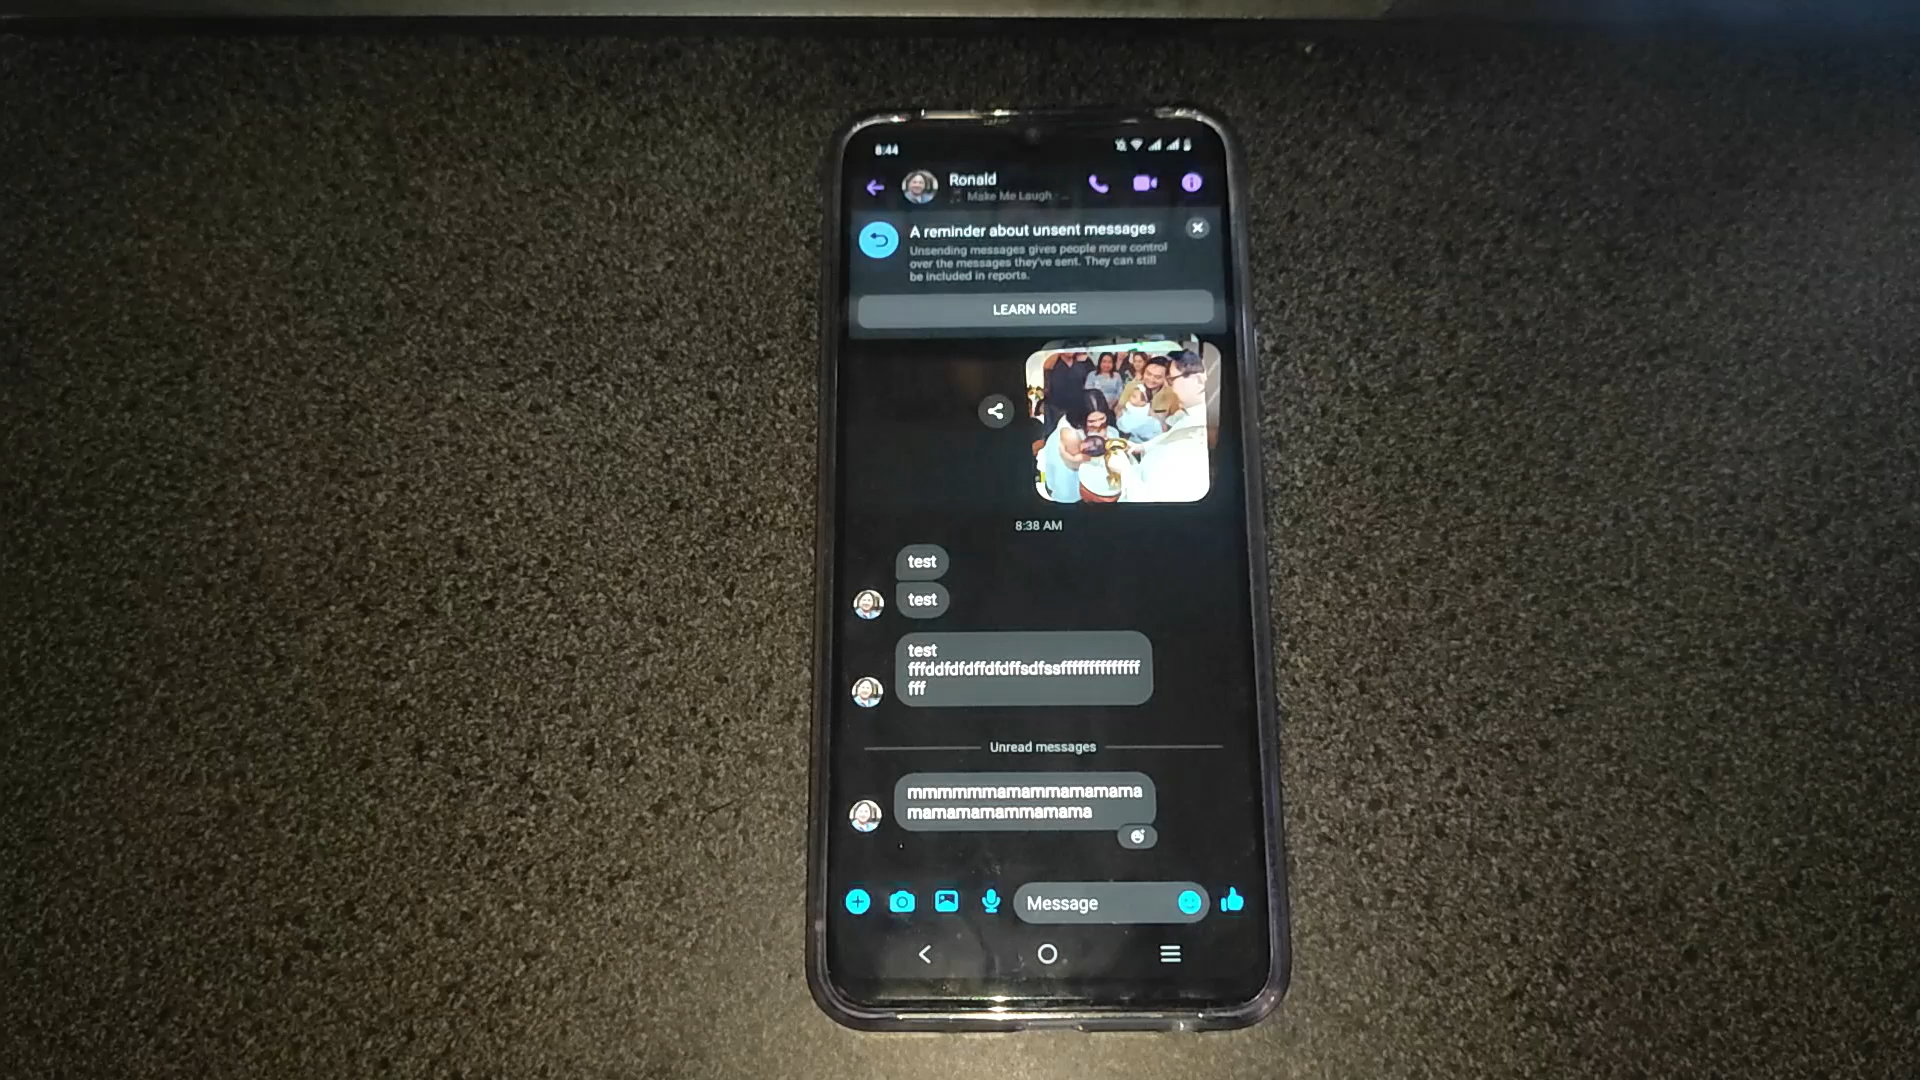 8:44
Ronald
Make Me Laugh
A reminder about unsent messages
Unsending messages gives people more control
over the messages they've sent. They can still
be included in reports.
LEARN MORE
8:38 AM
test
test
test
fffddfdfdffdfdffsdfssffffffffffffff
fff
Unread messages
mmmmmmamammamamama
mamamamammamama
Message